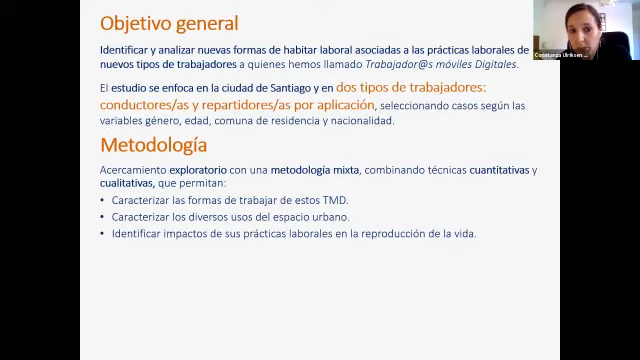 Objetivo general
Identificar y analizar nuevas formas de habitar laboral asociadas a las prácticas laborales de
nuevos tipos de trabajadores a quienes hemos llamado Trabajador@s móviles Digitales.
El estudio se enfoca en la ciudad de Santiago y en dos tipos de trabajadores:
conductores/as y repartidores/as por aplicación, seleccionando casos según las
variables género, edad, comuna de residencia y nacionalidad.
Metodología
Acercamiento exploratorio con una metodología mixta, combinando técnicas cuantitativas y
cualitativas, que permitan:
• Caracterizar las formas de trabajar de estos TMD.
• Caracterizar los diversos usos del espacio urbano.
• Identificar impactos de sus prácticas laborales en la reproducción de la vida.
Constanza Ulriksen